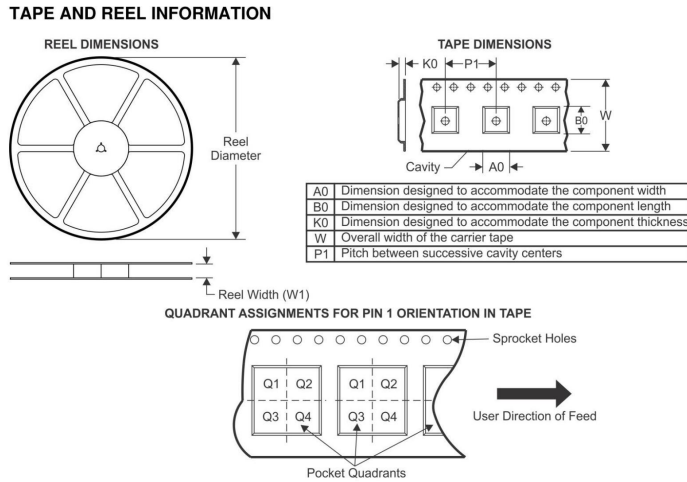 TAPE AND REEL INFORMATION
REEL DIMENSIONS
Reel
Diameter
Reel Width (W1)
TAPE DIMENSIONS
K0 P1
B0 W
Cavity A0
A0 Dimension designed to accommodate the component width
B0 Dimension designed to accommodate the component length
K0 Dimension designed to accommodate the component thickness
W Overall width of the carrier tape
P1 Pitch between successive cavity centers
QUADRANT ASSIGNMENTS FOR PIN 1 ORIENTATION IN TAPE
Sprocket Holes
Q1 Q2 Q1 Q2
Q3 Q4 Q3 Q4
User Direction of Feed
Pocket Quadrants